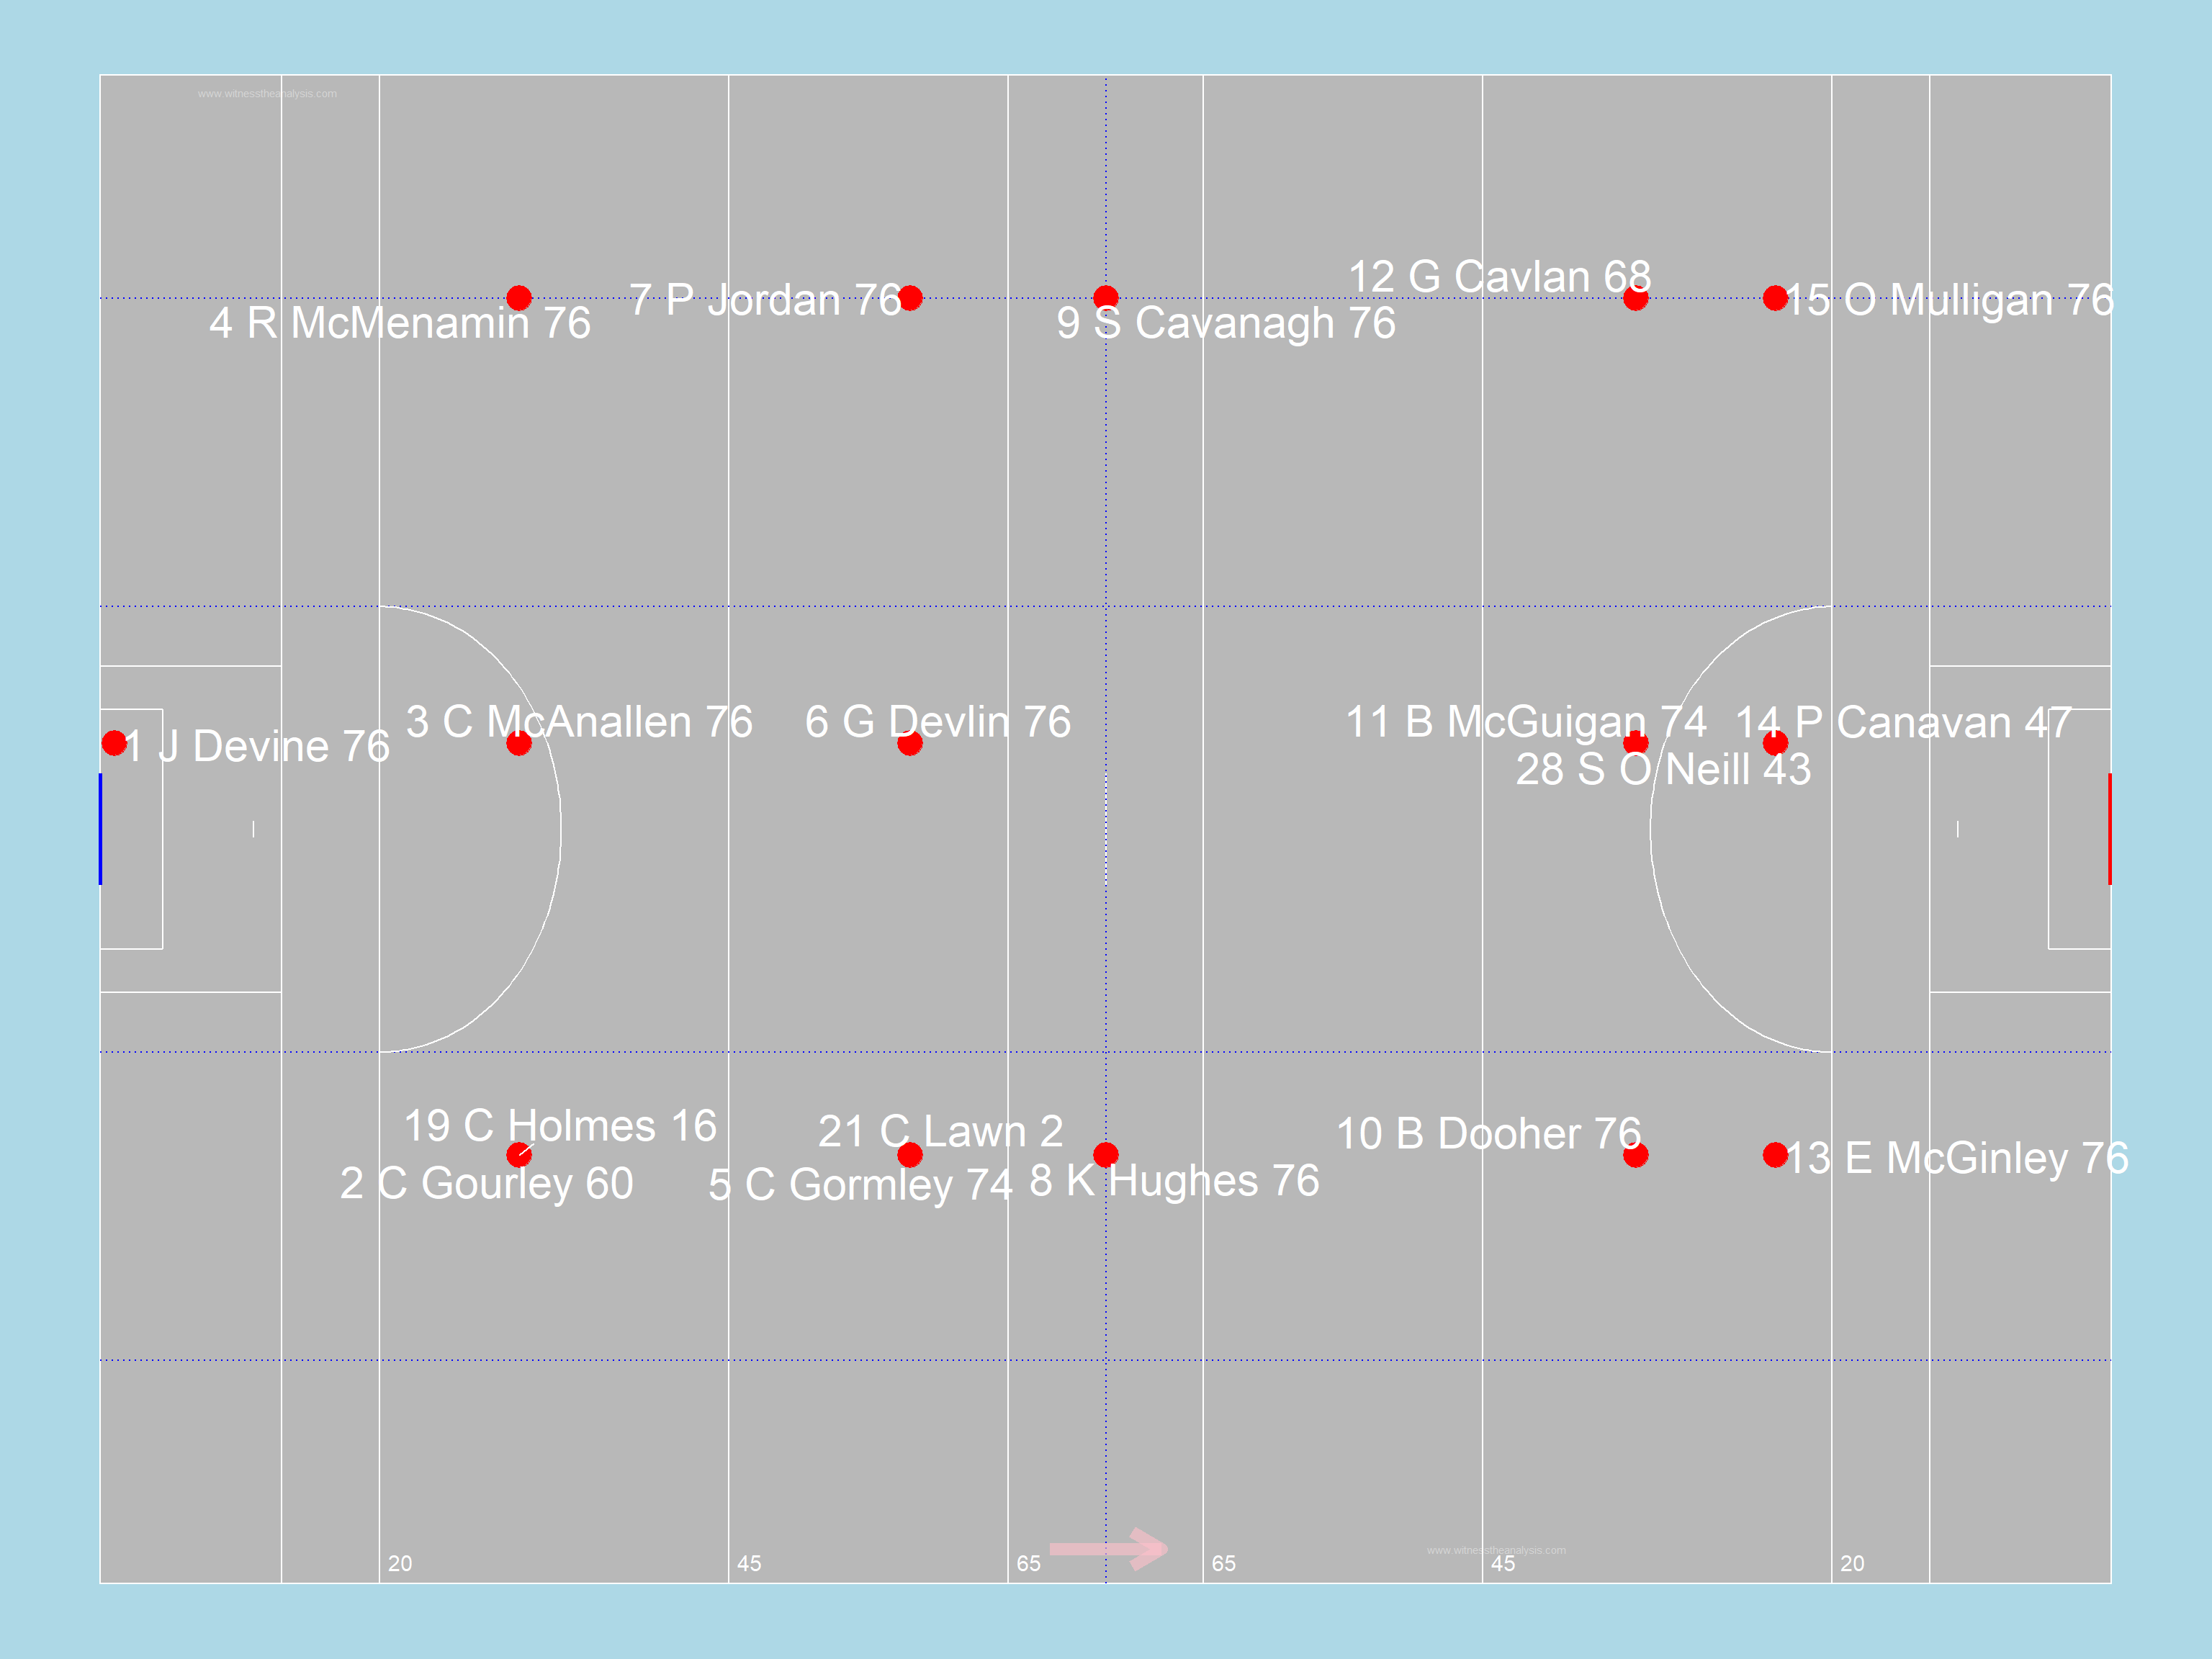 www.witnesstheanalysis.com
12 G Cavlan 68
7 P Jordan 76
15 O Mulligan 76
4 R McMenamin 76
9 S Cavanagh 76
3 C McAnallen 76
6 G Devlin 76
11 B McGuigan 74
14 P Canavan 47
1 J Devine 76
28 S O Neill 43
19 C Holmes 16
21 C Lawn 2
10 B Dooher 76
13 E McGinley 76
2 C Gourley 60
5 C Gormley 74
8 K Hughes 76
www.witnesstheanalysis.com
20
45
65
65
45
20